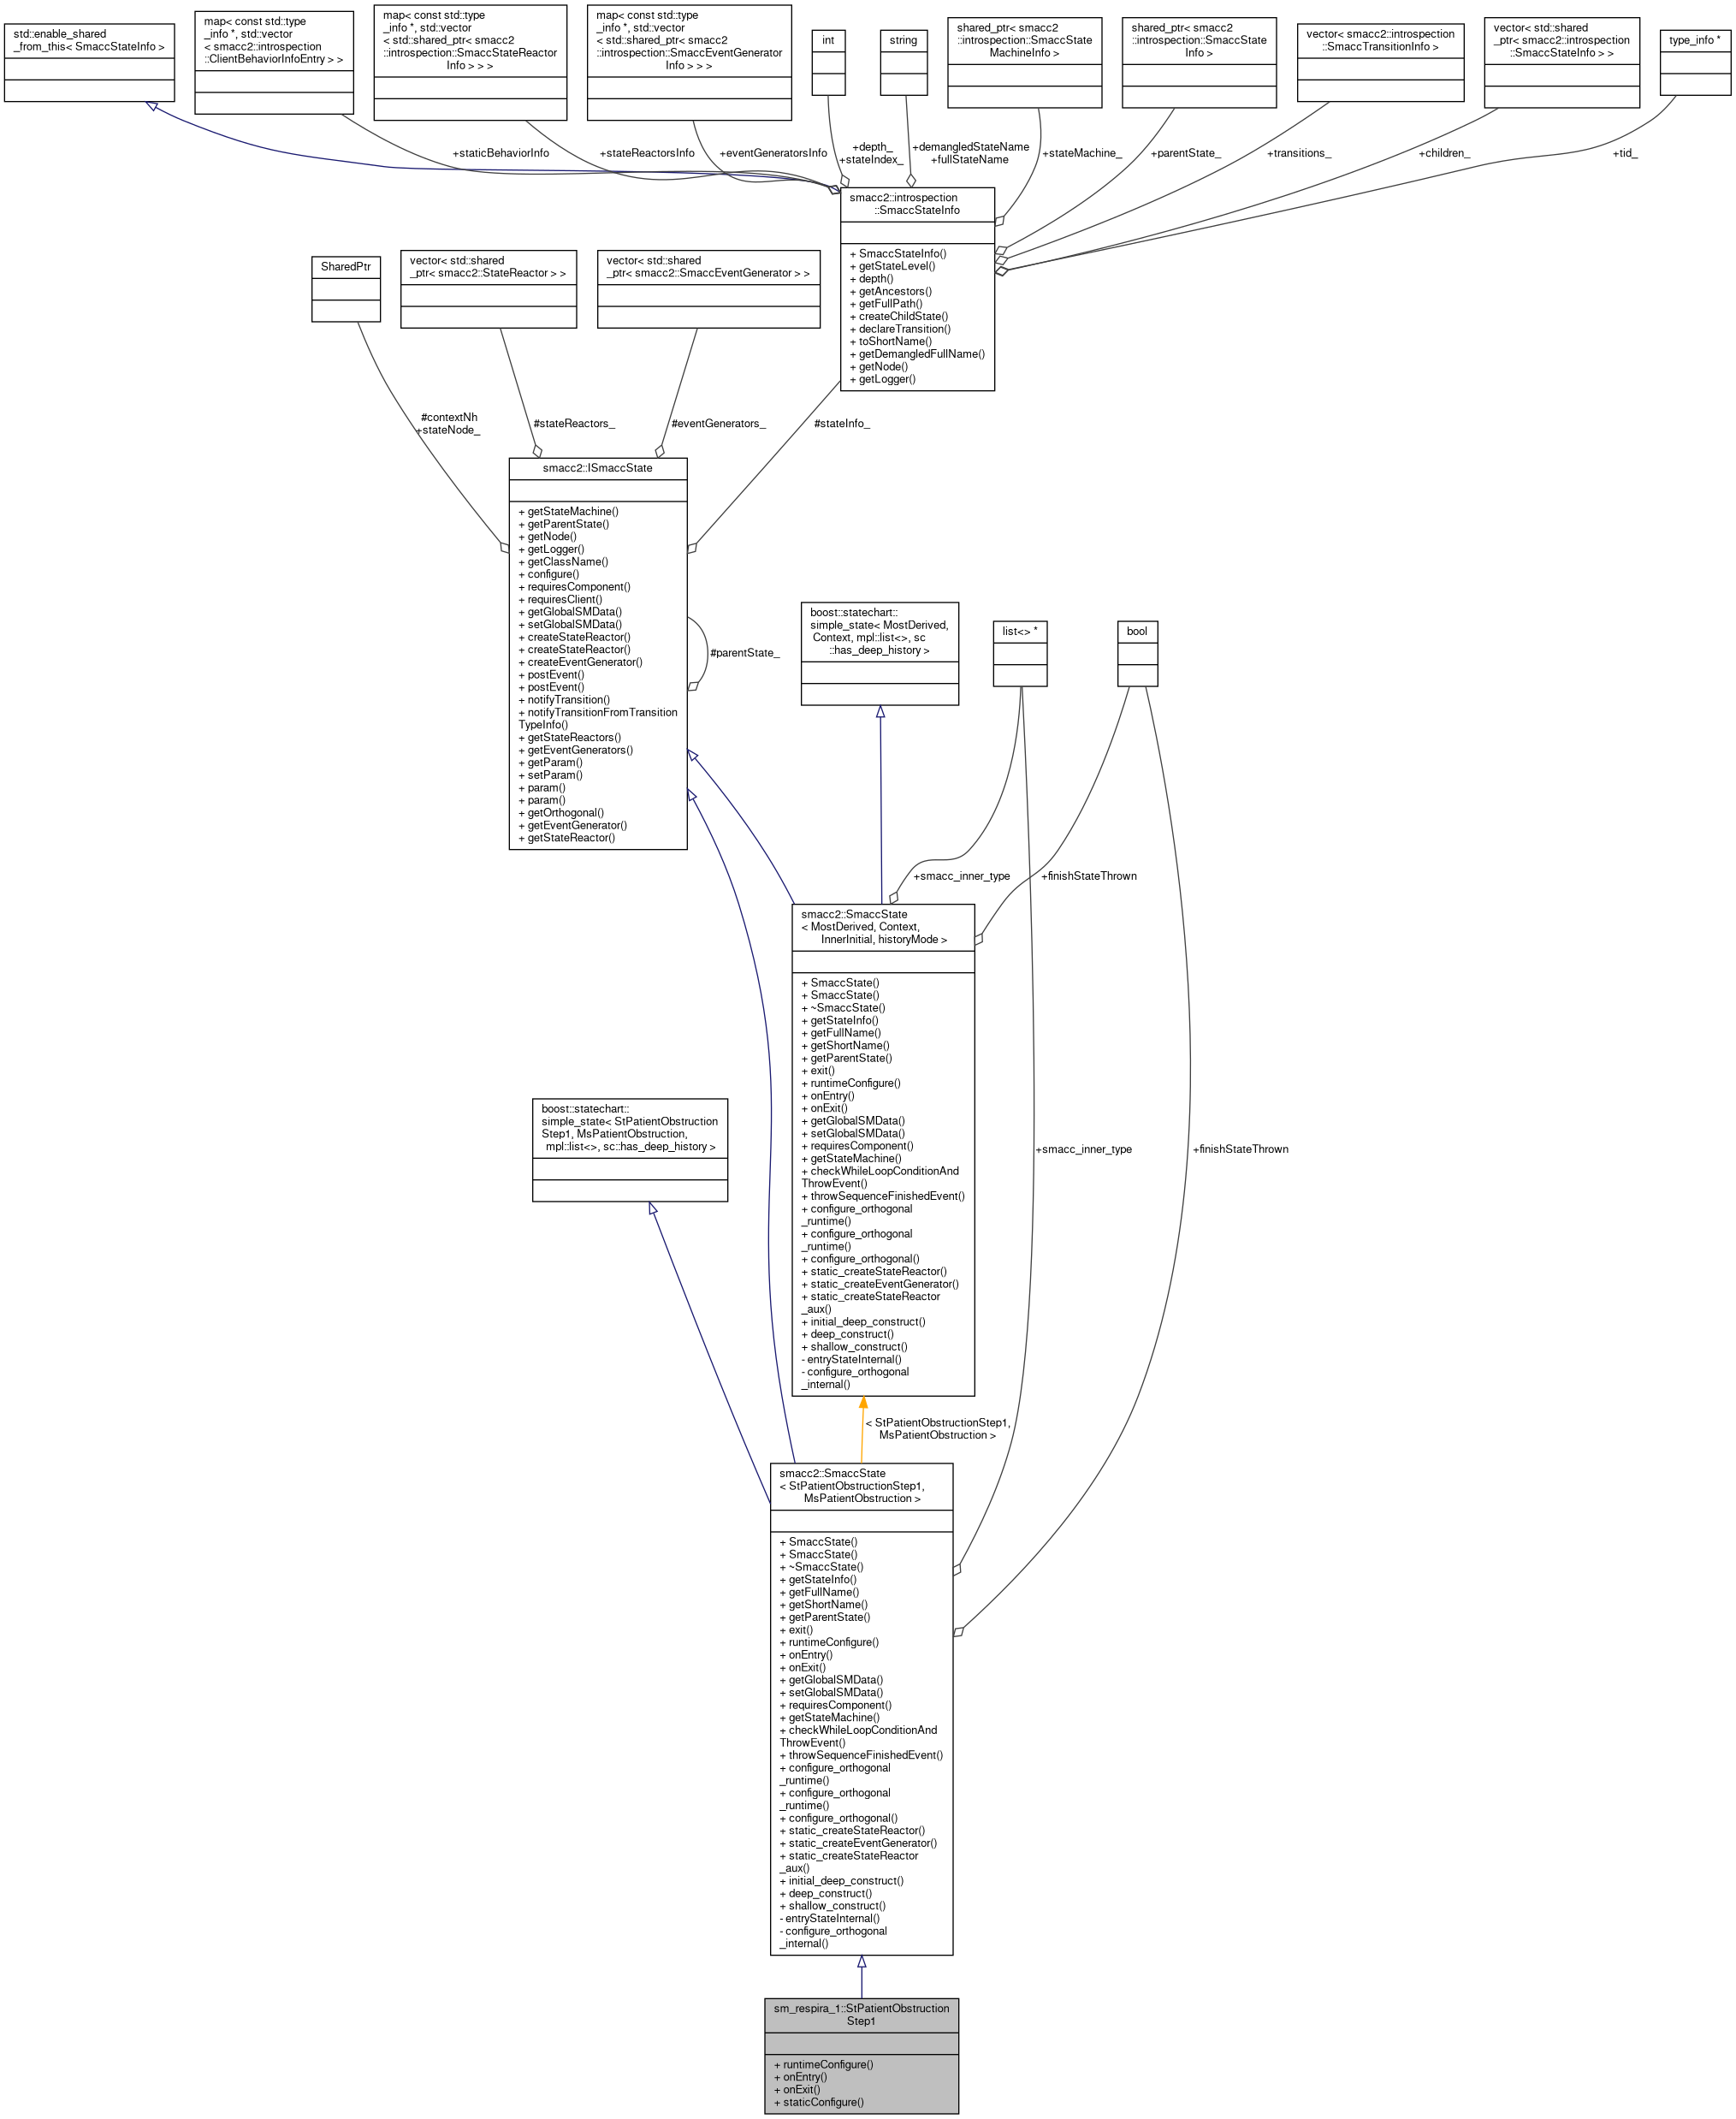 std::enable_shared
_from_this< SmaccStateInfo >
map< const std::type
_info *, std::vector
< smacc2::introspection
::ClientBehaviorInfoEntry > >
map< const std::type
_info *, std::vector
< std::shared_ptr< smacc2
::introspection::SmaccStateReactor
Info > > >
map< const std::type
_info *, std::vector
< std::shared_ptr< smacc2
::introspection::SmaccEventGenerator
Info > > >
int
string
shared_ptr< smacc2
::introspection::SmaccState
MachineInfo >
shared_ptr< smacc2
::introspection::SmaccState
Info >
vector< smacc2::introspection
::SmaccTransitionInfo >
vector< std::shared
_ptr< smacc2::introspection
::SmaccStateInfo > >
type_info *
+staticBehaviorInfo
+stateReactorsInfo
+eventGeneratorsInfo
+depth_
+stateIndex_
+demangledStateName
+fullStateName
+stateMachine_
+parentState_
+transitions_
+children_
+tid_
smacc2::introspection
::SmaccStateInfo
+ SmaccStateInfo()
+ getStateLevel()
+ depth()
+ getAncestors()
+ getFullPath()
+ createChildState()
+ declareTransition()
+ toShortName()
+ getDemangledFullName()
+ getNode()
+ getLogger()
SharedPtr
vector< std::shared
_ptr< smacc2::StateReactor > >
vector< std::shared
_ptr< smacc2::SmaccEventGenerator > >
#contextNh
+stateNode_
#stateReactors_
#eventGenerators_
#stateInfo_
smacc2::ISmaccState
+ getStateMachine()
+ getParentState()
+ getNode()
+ getLogger()
+ getClassName()
+ configure()
+ requiresComponent()
+ requiresClient()
+ getGlobalSMData()
+ setGlobalSMData()
+ createStateReactor()
+ createStateReactor()
+ createEventGenerator()
+ postEvent()
+ postEvent()
+ notifyTransition()
+ notifyTransitionFromTransition
TypeInfo()
+ getStateReactors()
+ getEventGenerators()
+ getParam()
+ setParam()
+ param()
+ param()
+ getOrthogonal()
+ getEventGenerator()
+ getStateReactor()
#parentState_
boost::statechart::
simple_state< MostDerived,
Context, mpl::list<>, sc
::has_deep_history >
list<> *
bool
+smacc_inner_type
+finishStateThrown
smacc2::SmaccState
< MostDerived, Context,
InnerInitial, historyMode >
+ SmaccState()
+ SmaccState()
+ ~SmaccState()
+ getStateInfo()
+ getFullName()
+ getShortName()
+ getParentState()
+ exit()
+ runtimeConfigure()
+ onEntry()
+ onExit()
+ getGlobalSMData()
+ setGlobalSMData()
+ requiresComponent()
+ getStateMachine()
+ checkWhileLoopConditionAnd
ThrowEvent()
+ throwSequenceFinishedEvent()
+ configure_orthogonal
_runtime()
+ configure_orthogonal
_runtime()
+ configure_orthogonal()
+ static_createStateReactor()
+ static_createEventGenerator()
+ static_createStateReactor
_aux()
+ initial_deep_construct()
+ deep_construct()
+ shallow_construct()
- entryStateInternal()
- configure_orthogonal
_internal()
boost::statechart::
simple_state< StPatientObstruction
Step1, MsPatientObstruction,
mpl::list<>, sc::has_deep_history >
+smacc_inner_type
+finishStateThrown
< StPatientObstructionStep1,
MsPatientObstruction >
smacc2::SmaccState
< StPatientObstructionStep1,
MsPatientObstruction >
+ SmaccState()
+ SmaccState()
+ ~SmaccState()
+ getStateInfo()
+ getFullName()
+ getShortName()
+ getParentState()
+ exit()
+ runtimeConfigure()
+ onEntry()
+ onExit()
+ getGlobalSMData()
+ setGlobalSMData()
+ requiresComponent()
+ getStateMachine()
+ checkWhileLoopConditionAnd
ThrowEvent()
+ throwSequenceFinishedEvent()
+ configure_orthogonal
_runtime()
+ configure_orthogonal
_runtime()
+ configure_orthogonal()
+ static_createStateReactor()
+ static_createEventGenerator()
+ static_createStateReactor
_aux()
+ initial_deep_construct()
+ deep_construct()
+ shallow_construct()
- entryStateInternal()
- configure_orthogonal
_internal()
sm_respira_1::StPatientObstruction
Step1
+ runtimeConfigure()
+ onEntry()
+ onExit()
+ staticConfigure()